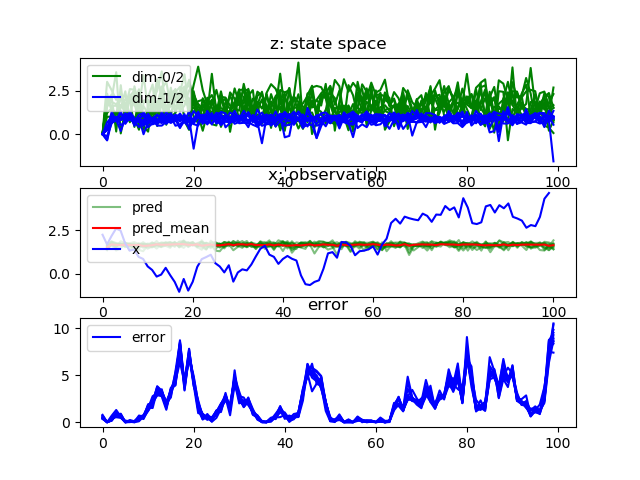 z: state space
dim-0/2
dim-1/2
2.5
0.0
0 20 40 60 80 100
x: observation
pred
pred_mean
x
2.5
0.0
0 20 40 60 80 100
error
error
10
5
0
0 20 40 60 80 100